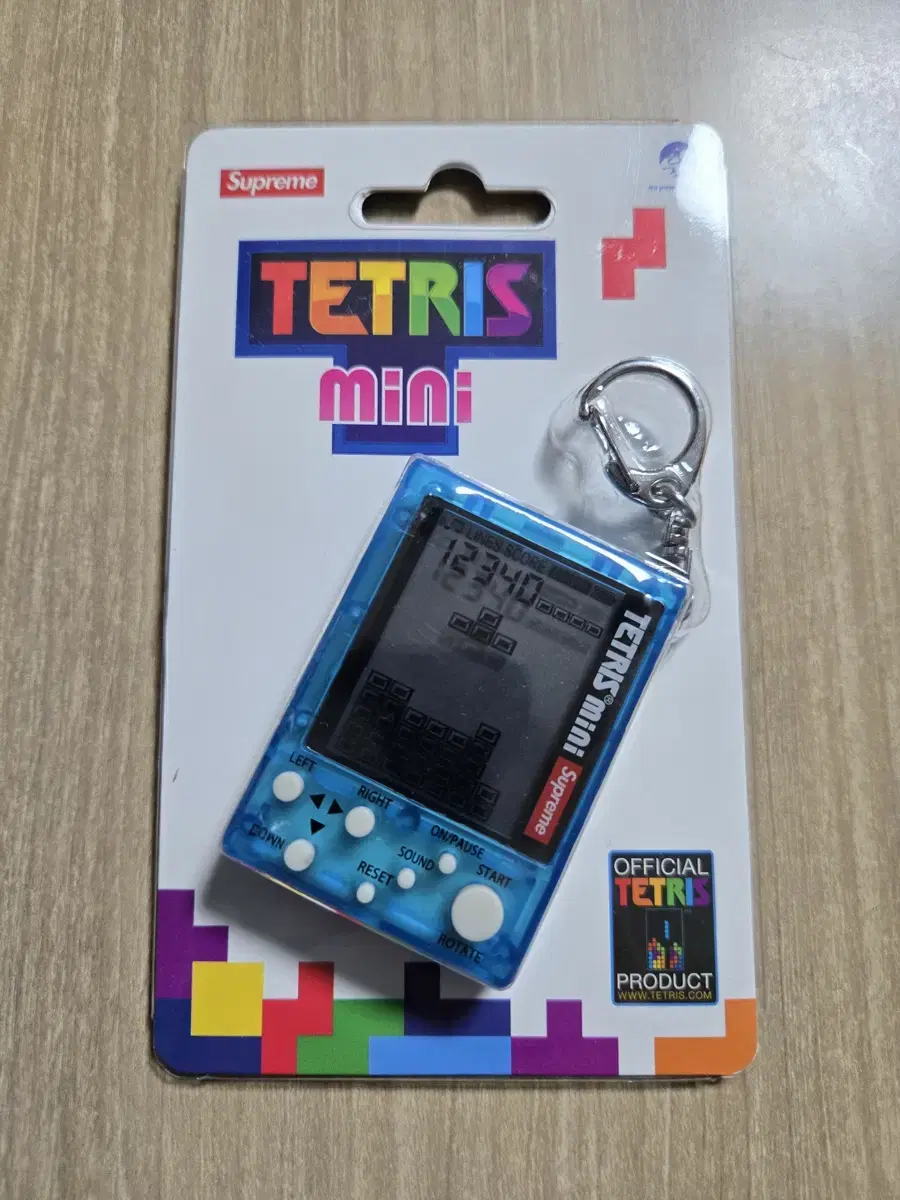 Supreme
TETRIS
mini
LINES SCORE
12340
TETRIS® mini
Supreme
LEFT
RIGHT
DOWN
ON/PAUSE
SOUND
START
RESET
ROTATE
OFFICIAL
TETRIS
PRODUCT
WWW.TETRIS.COM